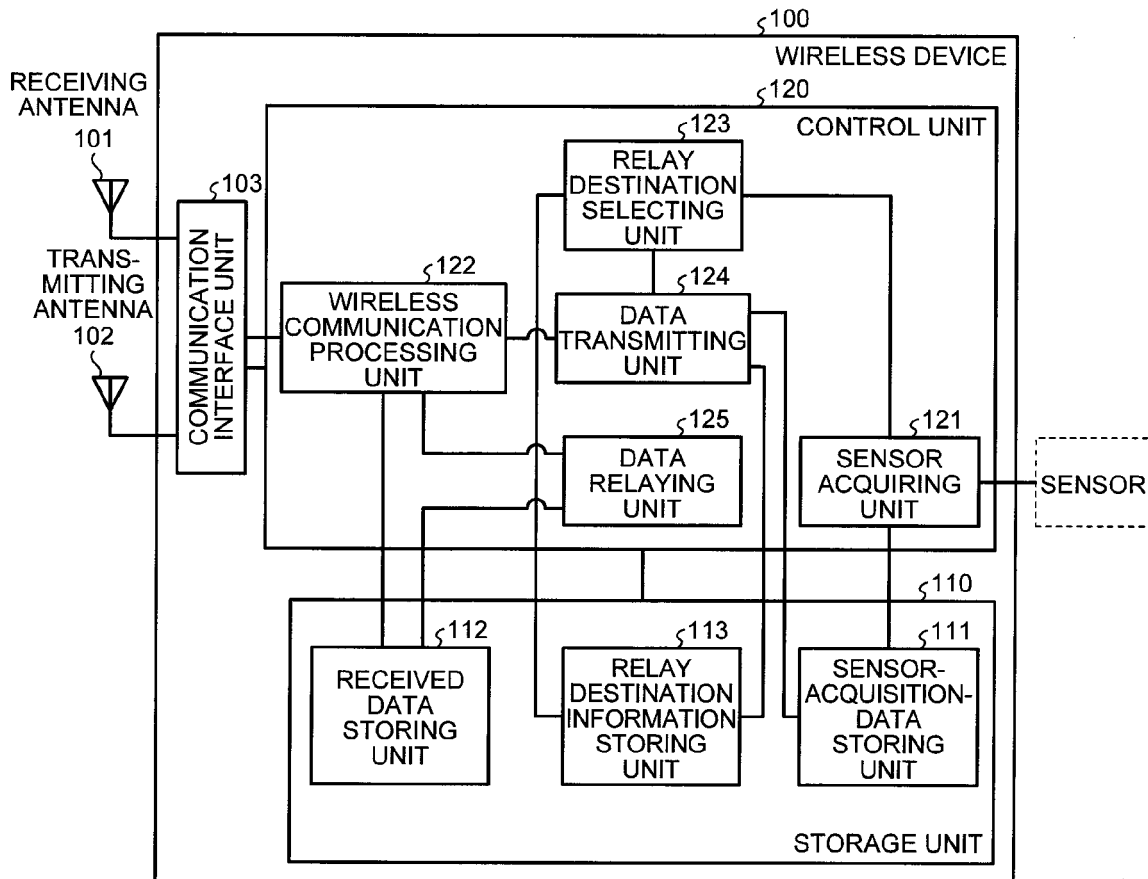 100
WIRELESS DEVICE
RECEIVING
ANTENNA
101
120
CONTROL UNIT
103
COMMUNICATION
INTERFACE UNIT
123
RELAY
DESTINATION
SELECTING
UNIT
TRANS-
MITTING
ANTENNA
102
122
WIRELESS
COMMUNICATION
PROCESSING
UNIT
124
DATA
TRANSMITTING
UNIT
125
DATA
RELAYING
UNIT
121
SENSOR
ACQUIRING
UNIT
SENSOR
110
112
RECEIVED
DATA
STORING
UNIT
113
RELAY
DESTINATION
INFORMATION
STORING
UNIT
111
SENSOR-
ACQUISITION-
DATA
STORING
UNIT
STORAGE UNIT